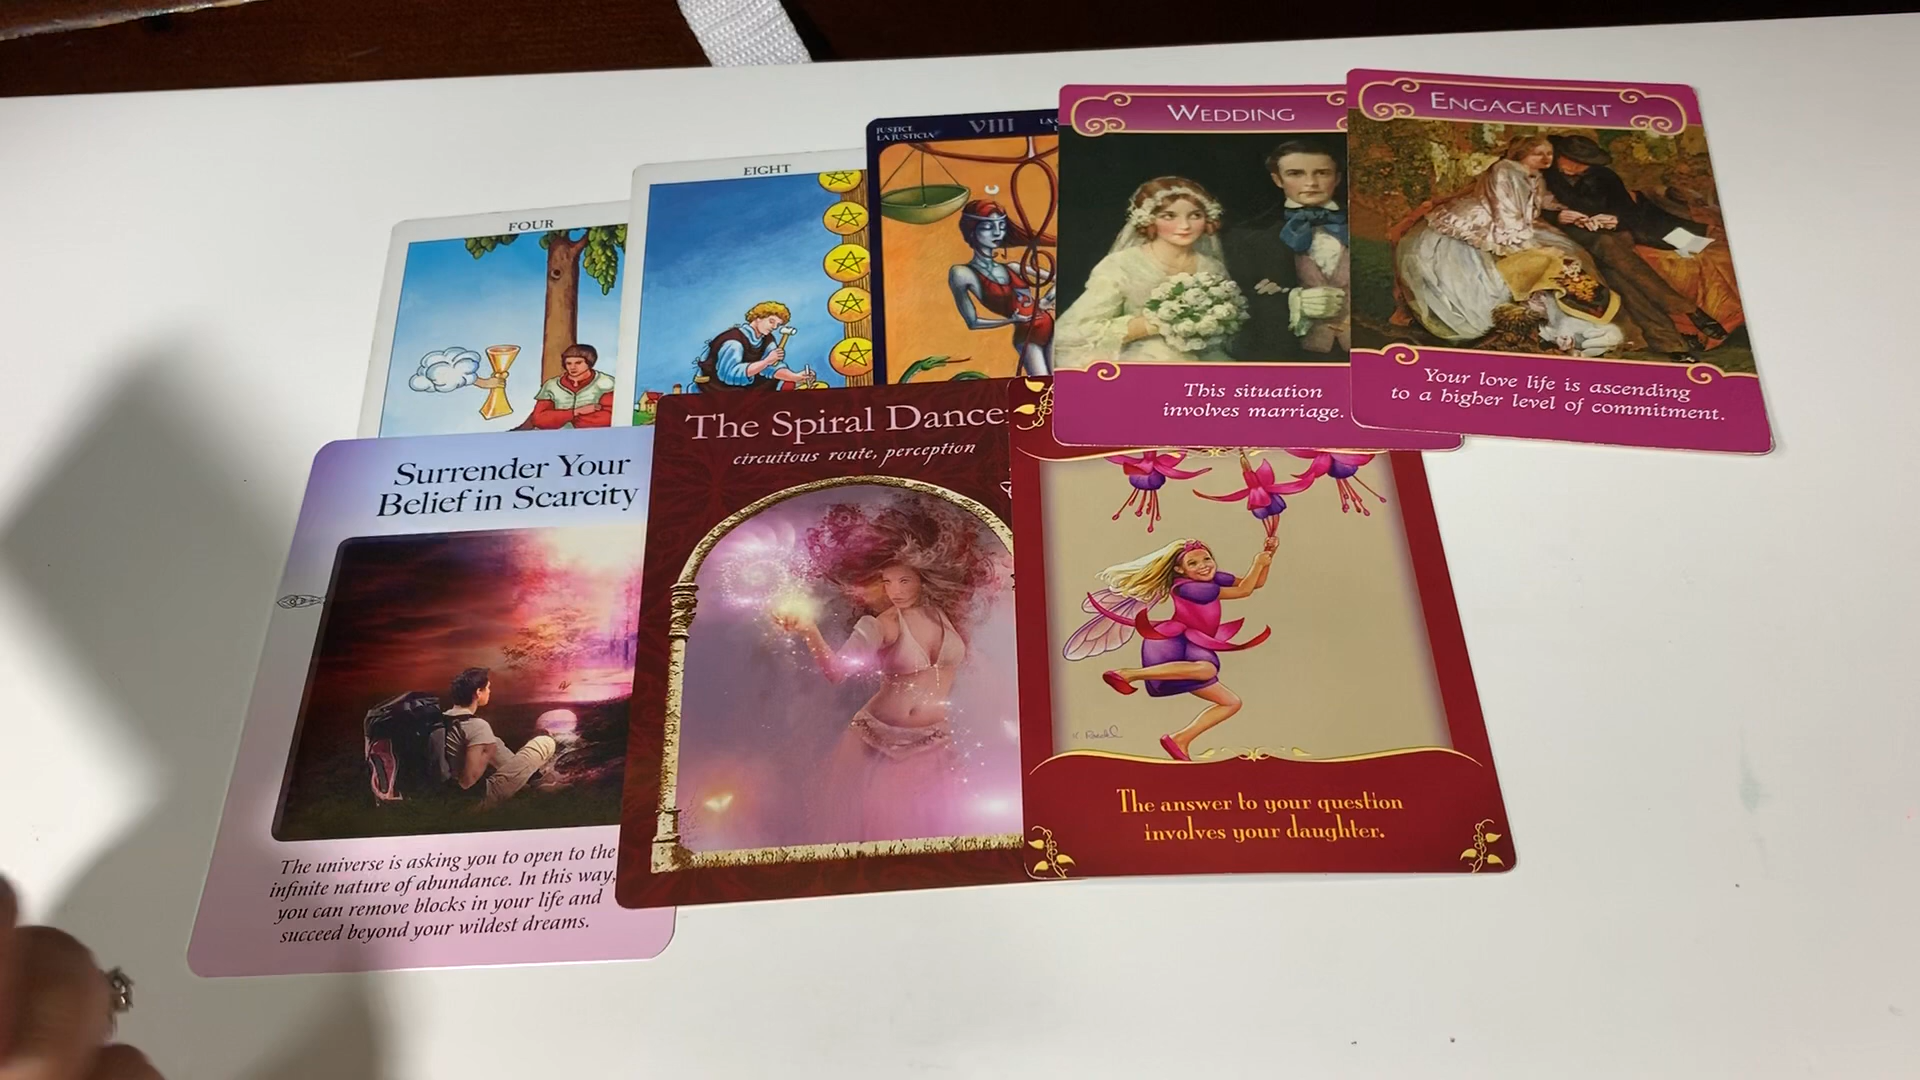 FOUR
EIGHT
JUSTICE
LA JUSTICIA
VIII
WEDDING
This situation
involves marriage.
ENGAGEMENT
Your love life is ascending
to a higher level of commitment.
Surrender Your
Belief in Scarcity
The universe is asking you to open to the
infinite nature of abundance. In this way,
you can remove blocks in your life and
succeed beyond your wildest dreams.
The Spiral Dance
circuitous route, perception
The answer to your question
involves your daughter.